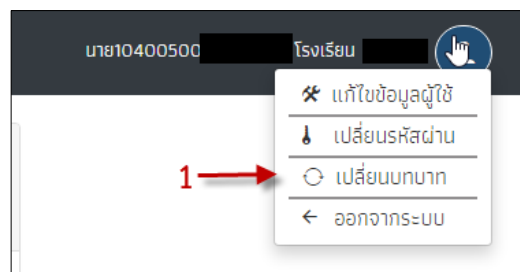 นาย10400500 โรงเรียน
แก้ไขข้อมูลผู้ใช้
เปลี่ยนรหัสผ่าน
1 เปลี่ยนบทบาท
ออกจากระบบ